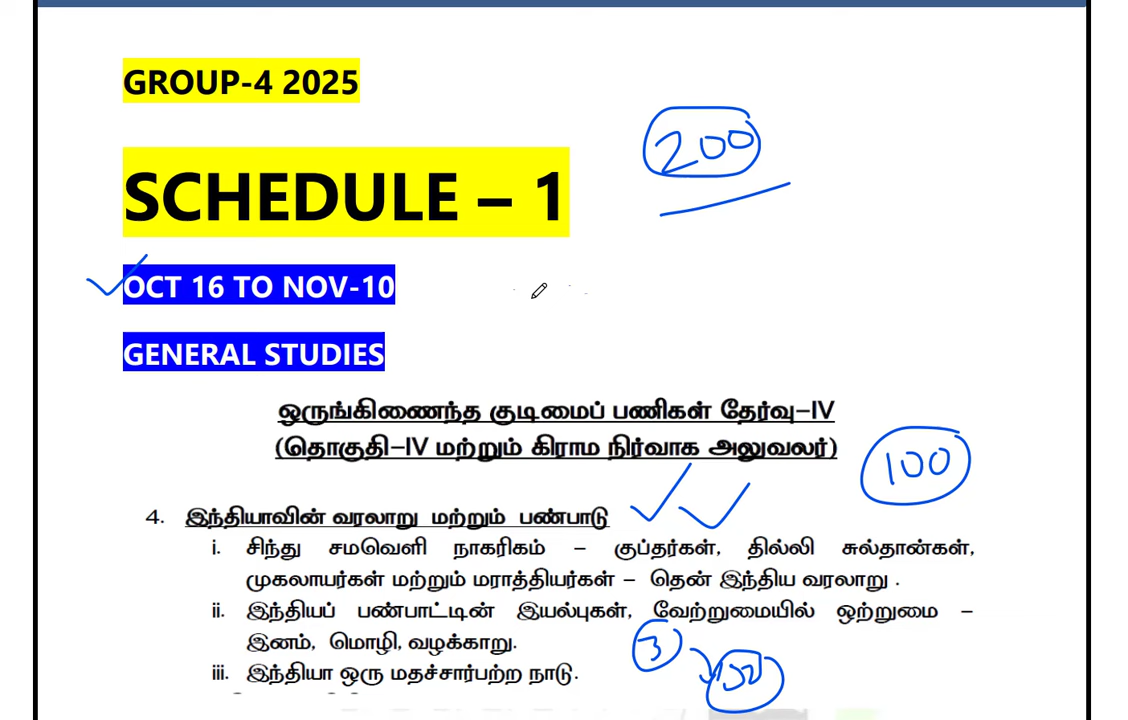 GROUP-4 2025
200
SCHEDULE – 1
OCT 16 TO NOV-10
GENERAL STUDIES
ஒருங்கிணைந்த குடிமைப் பணிகள் தேர்வு–IV
(தொகுதி–IV மற்றும் கிராம நிர்வாக அலுவலர்)
100
4. இந்தியாவின் வரலாறு மற்றும் பண்பாடு
i. சிந்து சமவெளி நாகரிகம் – குப்தர்கள், தில்லி சுல்தான்கள்,
முகலாயர்கள் மற்றும் மராத்தியர்கள் – தென் இந்திய வரலாறு .
ii. இந்தியப் பண்பாட்டின் இயல்புகள், வேற்றுமையில் ஒற்றுமை –
இனம், மொழி, வழக்காறு.
3
iii. இந்தியா ஒரு மதச்சார்பற்ற நாடு.